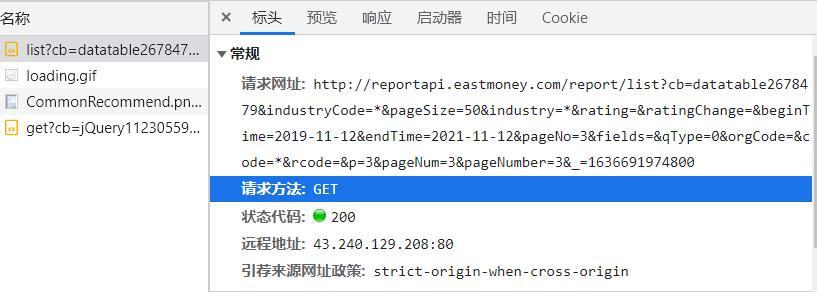 名称
list?cb=datatable267847...
loading.gif
CommonRecommend.pn...
get?cb=jQuery11230559...
× 标头 预览 响应 启动器 时间 Cookie
▼常规
请求网址: http://reportapi.eastmoney.com/report/list?cb=datatable26784
79&industryCode=*&pageSize=50&industry=*&rating=&ratingChange=&beginT
ime=2019-11-12&endTime=2021-11-12&pageNo=3&fields=&qType=0&orgCode=&c
ode=*&rcode=&p=3&pageNum=3&pageNumber=3&_=1636691974800
请求方法: GET
状态代码: 200
远程地址: 43.240.129.208:80
引荐来源网址政策: strict-origin-when-cross-origin